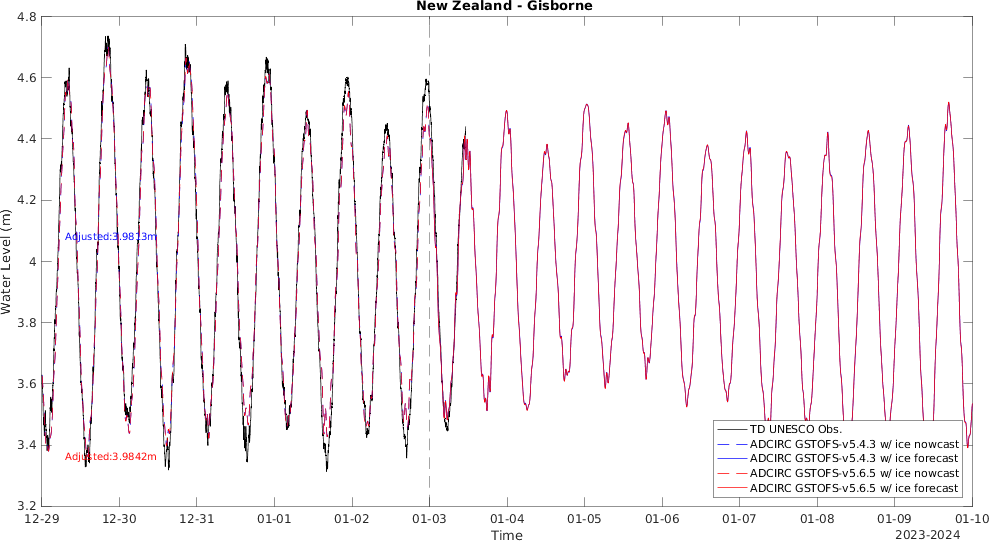 New Zealand - Gisborne
4.8
4.6
4.4
4.2
4
3.8
3.6
3.4
3.2
Water Level (m)
Adjusted:3.9813m
Adjusted:3.9842m
TD UNESCO Obs.
ADCIRC GSTOFS-v5.4.3 w/ ice nowcast
ADCIRC GSTOFS-v5.4.3 w/ ice forecast
ADCIRC GSTOFS-v5.6.5 w/ ice nowcast
ADCIRC GSTOFS-v5.6.5 w/ ice forecast
12-29 12-30 12-31 01-01 01-02 01-03 01-04 01-05 01-06 01-07 01-08 01-09 01-10
Time
2023-2024